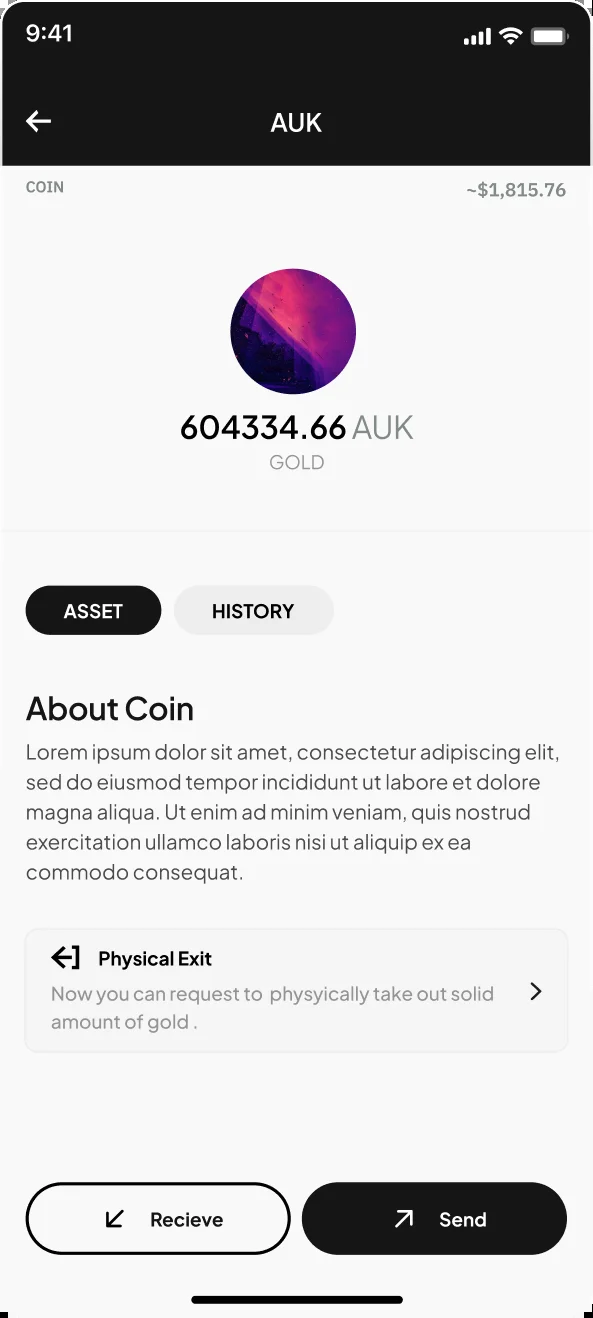 9:41
AUK
COIN
~$1,815.76
604334.66 AUK
GOLD
ASSET
HISTORY
About Coin
Lorem ipsum dolor sit amet, consectetur adipiscing elit,
sed do eiusmod tempor incididunt ut labore et dolore
magna aliqua. Ut enim ad minim veniam, quis nostrud
exercitation ullamco laboris nisi ut aliquip ex ea
commodo consequat.
Physical Exit
Now you can request to physyically take out solid
amount of gold .
Recieve
Send